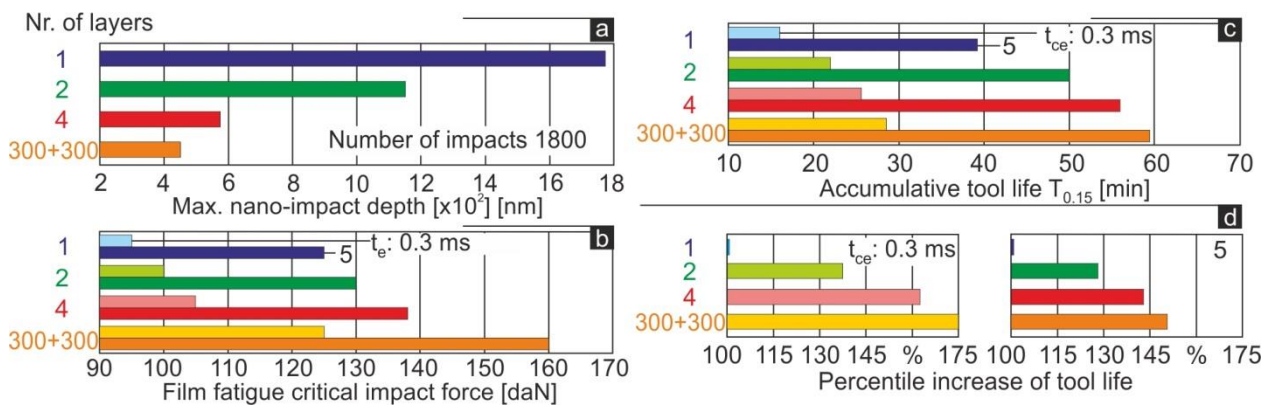 Nr. of layers
a
1
2
4
300+300
Number of impacts 1800
2 4 6 8 10 12 14 16 18
Max. nano-impact depth [x10²] [nm]
b
1
2
4
300+300
tₑ: 0.3 ms
5
90 100 110 120 130 140 150 160 170
Film fatigue critical impact force [daN]
c
1
2
4
300+300
t_ce: 0.3 ms
5
10 20 30 40 50 60 70
Accumulative tool life T₀.₁₅ [min]
d
1
2
4
300+300
t_ce: 0.3 ms
5
100 115 130 145 % 175
100 115 130 145 % 175
Percentile increase of tool life